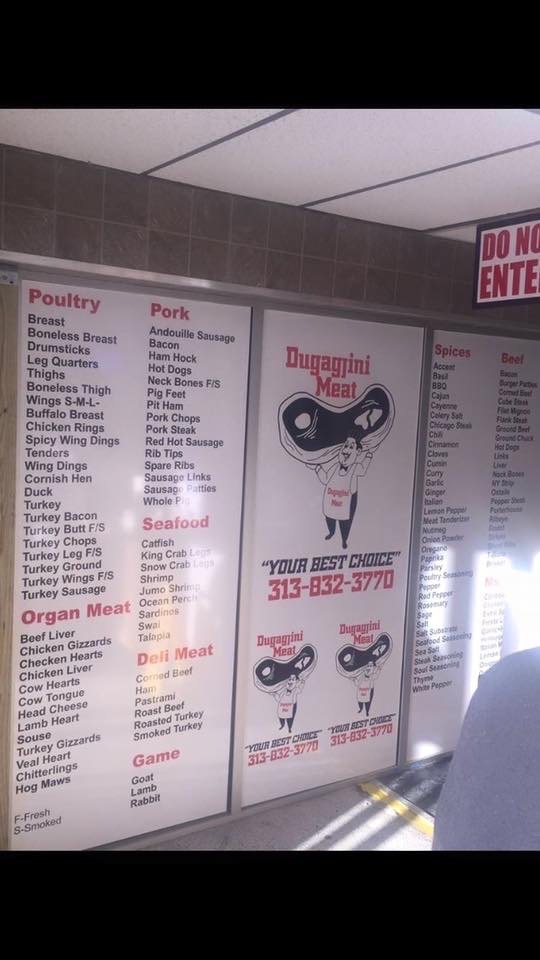 Poultry
Breast
Boneless Breast
Drumsticks
Leg Quarters
Thighs
Boneless Thigh
Wings S-M-L-
Buffalo Breast
Chicken Rings
Spicy Wing Dings
Tenders
Wing Dings
Cornish Hen
Duck
Turkey
Turkey Bacon
Turkey Butt F/S
Turkey Chops
Turkey Leg F/S
Turkey Ground
Turkey Wings F/S
Turkey Sausage
Organ Meat
Beef Liver
Chicken Gizzards
Checken Hearts
Chicken Liver
Cow Hearts
Cow Tongue
Head Cheese
Lamb Heart
Souse
Turkey Gizzards
Veal Heart
Chitterlings
Hog Maws
F-Fresh
S-Smoked
Pork
Andouille Sausage
Bacon
Ham Hock
Hot Dogs
Neck Bones F/S
Pig Feet
Pit Ham
Pork Chops
Pork Steak
Red Hot Sausage
Rib Tips
Spare Ribs
Sausage Links
Sausage Patties
Whole Pig
Seafood
Catfish
King Crab Legs
Snow Crab Legs
Shrimp
Jumo Shrimp
Ocean Perch
Sardines
Swai
Talapia
Deli Meat
Corned Beef
Ham
Pastrami
Roast Beef
Roasted Turkey
Smoked Turkey
Game
Goat
Lamb
Rabbit
Dugagjini
Meat
Dugagjini
Meat
"YOUR BEST CHOICE"
313-832-3770
Dugagjini
Meat
"YOUR BEST CHOICE"
313-832-3770
Dugagjini
Meat
"YOUR BEST CHOICE"
313-832-3770
DO NO
ENTE
Spices
Accent
Basil
BBQ
Cajun
Cayenne
Celery Salt
Chicago Steak
Chili
Cinnamon
Cloves
Cumin
Curry
Garlic
Ginger
Italian
Lemon Pepper
Meat Tenderizer
Nutmeg
Onion Powder
Oregano
Paprika
Parsley
Poultry Seasoning
Pepper
Red Pepper
Rosemary
Sage
Salt
Salt Substrate
Seafood Seasoning
Sea Salt
Steak Seasoning
Soul Seasoning
Thyme
White Pepper
Beef
Bacon
Burger Patties
Corned Beef
Cube Steak
Filet Mignon
Flank Steak
Ground Beef
Ground Chuck
Hot Dogs
Links
Liver
Neck Bones
NY Strip
Oxtails
Pepper Steak
Porterhouse
Ribeye
Roast